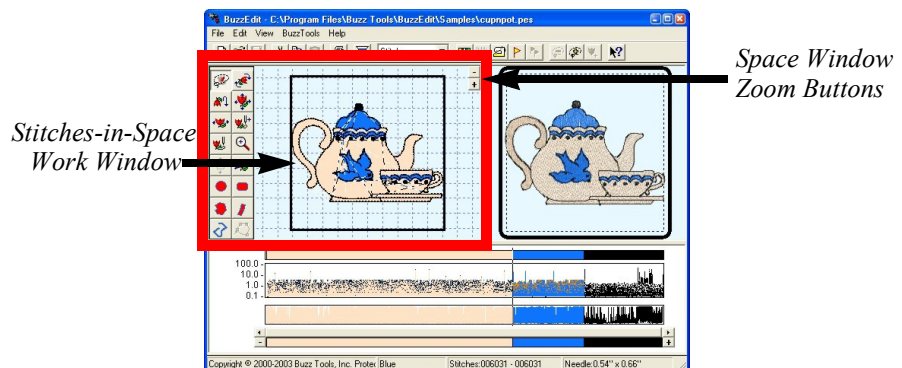 BuzzEdit - C:\Program Files\Buzz Tools\BuzzEdit\Samples\cupnpot.pes
File Edit View BuzzTools Help
Space Window
Zoom Buttons
-
+
Stitches-in-Space
Work Window
100.0 -
10.0 -
1.0 -
0.1 -
- +
Copyright © 2000-2003 Buzz Tools, Inc. Protec Blue Stitches:006031 - 006031 Needle:0.54" x 0.66"